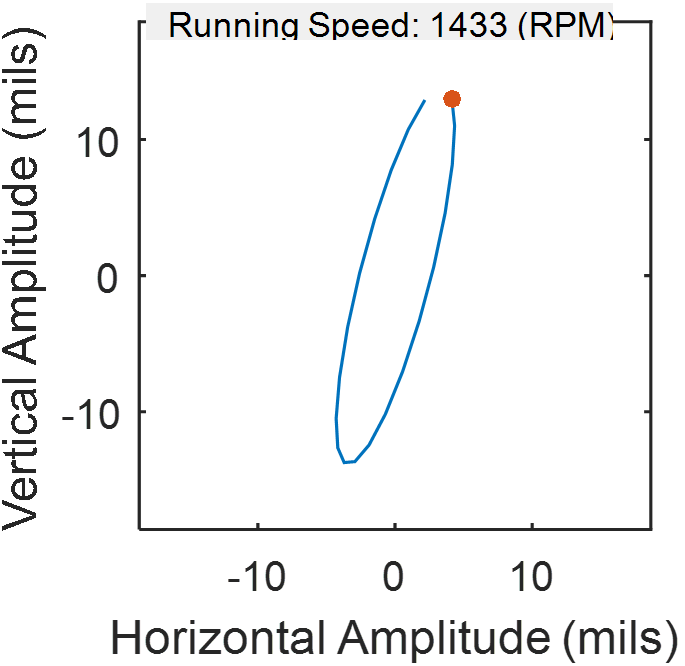 Running Speed: 1433 (RPM)
Vertical Amplitude (mils)
10
0
-10
-10 0 10
Horizontal Amplitude (mils)